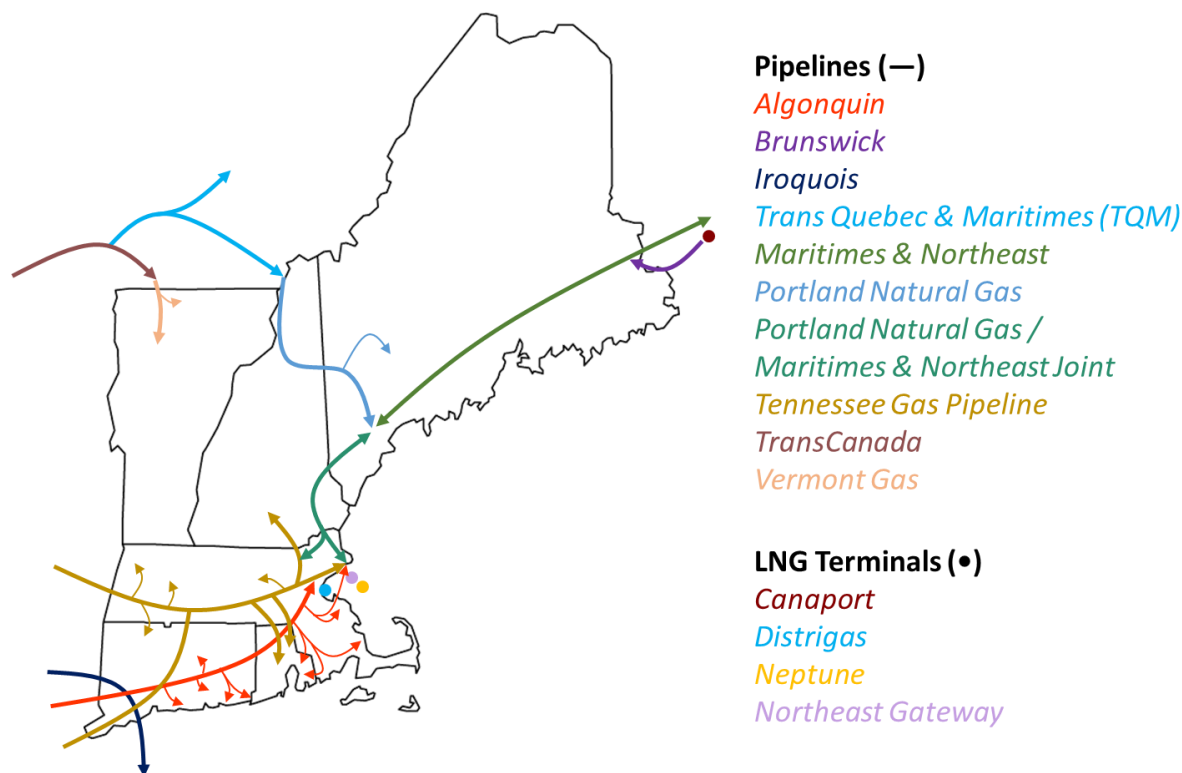 Pipelines (—)
Algonquin
Brunswick
Iroquois
Trans Quebec & Maritimes (TQM)
Maritimes & Northeast
Portland Natural Gas
Portland Natural Gas /
Maritimes & Northeast Joint
Tennessee Gas Pipeline
TransCanada
Vermont Gas
LNG Terminals (•)
Canaport
Distrigas
Neptune
Northeast Gateway